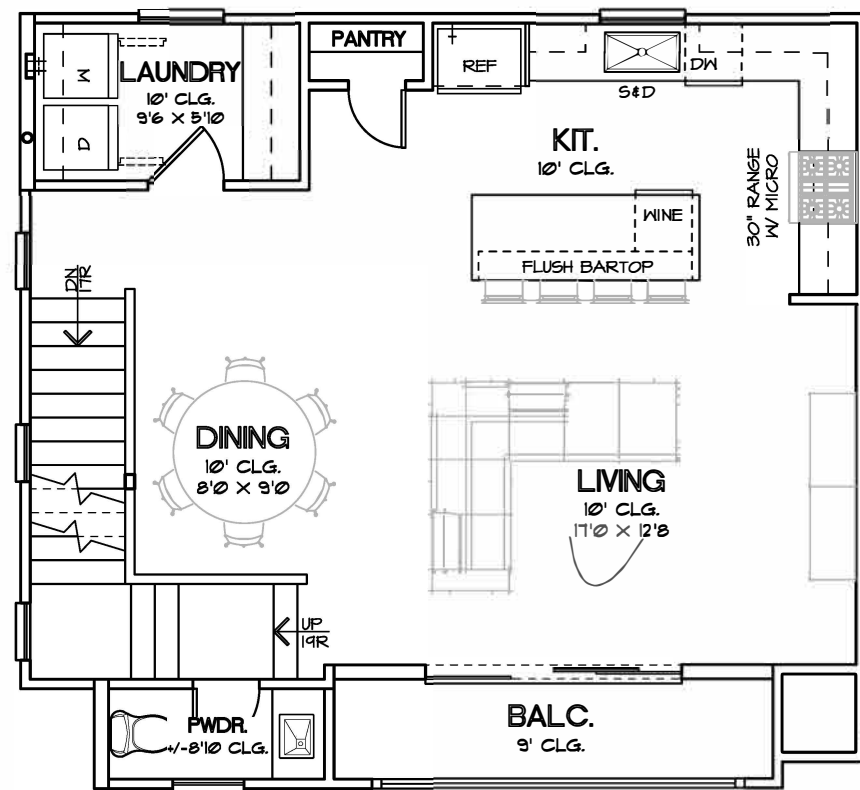 PANTRY
LAUNDRY
10' CLG.
9'6 X 5'10
W
D
REF
S&D
DW
KIT.
10' CLG.
30" RANGE
W/ MICRO
WINE
FLUSH BARTOP
DN
17R
DINING
10' CLG.
8'0 X 9'0
LIVING
10' CLG.
17'0 X 12'8
UP
19R
PWDR.
+/-8'10 CLG.
BALC.
9' CLG.